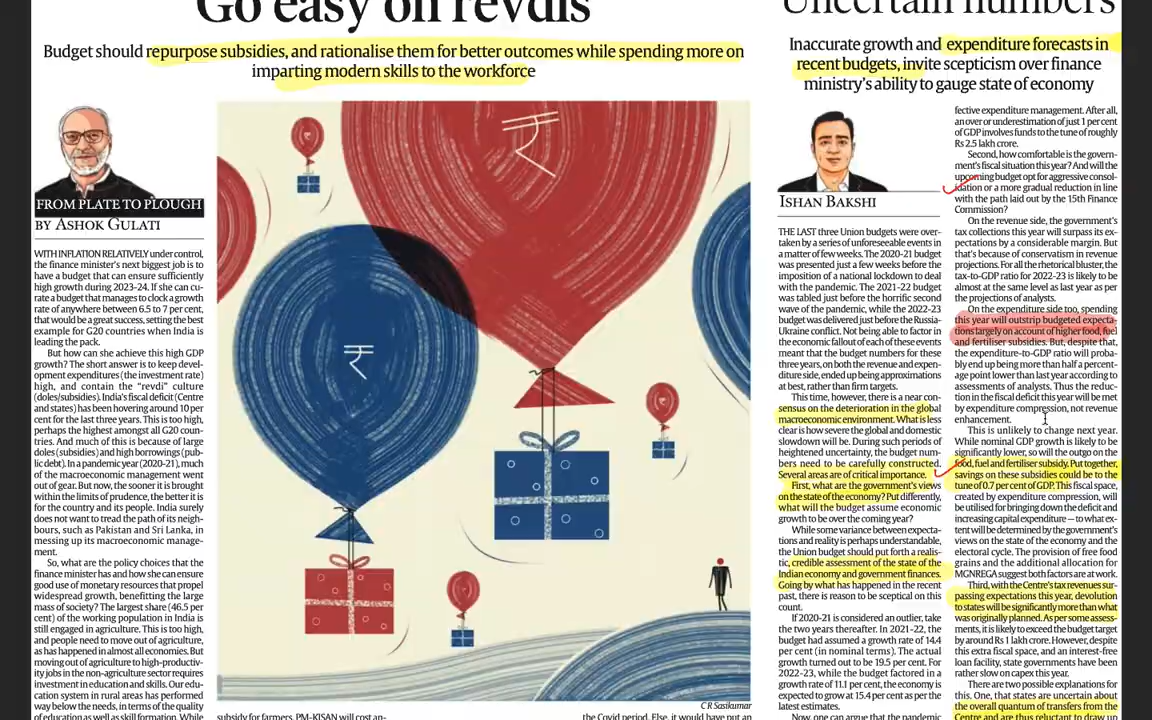 Go easy on revdis
Budget should repurpose subsidies, and rationalise them for better outcomes while spending more on
imparting modern skills to the workforce
FROM PLATE TO PLOUGH
BY ASHOK GULATI
WITH INFLATION RELATIVELY under control,
the finance minister's next biggest job is to
have a budget that can ensure sufficiently
high growth during 2023-24. If she can cu-
rate a budget that manages to clock a growth
rate of anywhere between 6.5 to 7 per cent,
that would be a great success, setting the best
example for G20 countries when India is
leading the pack.
But how can she achieve this high GDP
growth? The short answer is to keep devel-
opment expenditures (the investment rate)
high, and contain the "revdi" culture
(doles/subsidies). India's fiscal deficit (Centre
and states) has been hovering around 10 per
cent for the last three years. This is too high,
perhaps the highest amongst all G20 coun-
tries. And much of this is because of large
doles (subsidies) and high borrowings (pub-
lic debt). In a pandemic year (2020-21), much
of the macroeconomic management went
out of gear. But now, the sooner it is brought
within the limits of prudence, the better it is
for the country and its people. India surely
does not want to tread the path of its neigh-
bours, such as Pakistan and Sri Lanka, in
messing up its macroeconomic manage-
ment.
So, what are the policy choices that the
finance minister has and how she can ensure
good use of monetary resources that propel
widespread growth, benefitting the large
mass of society? The largest share (46.5 per
cent) of the working population in India is
still engaged in agriculture. This is too high,
and people need to move out of agriculture,
as has happened in almost all economies. But
moving out of agriculture to high-productiv-
ity jobs in the non-agriculture sector requires
investment in education and skills. Our edu-
cation system in rural areas has performed
way below the needs, in terms of the quality
of education as well as skill formation. While
₹
₹
C R Sasikumar
subsidy for farmers. PM-KISAN will cost an-
the Covid period. Else, it would have put an
Uncertain numbers
Inaccurate growth and expenditure forecasts in
recent budgets, invite scepticism over finance
ministry's ability to gauge state of economy
ISHAN BAKSHI
THE LAST three Union budgets were over-
taken by a series of unforeseeable events in
a matter of few weeks. The 2020-21 budget
was presented just a few weeks before the
imposition of a national lockdown to deal
with the pandemic. The 2021-22 budget
was tabled just before the horrific second
wave of the pandemic, while the 2022-23
budget was delivered just before the Russia-
Ukraine conflict. Not being able to factor in
the economic fallout of each of these events
meant that the budget numbers for these
three years, on both the revenue and expen-
diture side, ended up being approximations
at best, rather than firm targets.
This time, however, there is a near con-
sensus on the deterioration in the global
macroeconomic environment. What is less
clear is how severe the global and domestic
slowdown will be. During such periods of
heightened uncertainty, the budget num-
bers need to be carefully constructed.
Several areas are of critical importance.
First, what are the government's views
on the state of the economy? Put differently,
what will the budget assume economic
growth to be over the coming year?
While some variance between expecta-
tions and reality is perhaps understandable,
the Union budget should put forth a realis-
tic, credible assessment of the state of the
Indian economy and government finances.
Going by what has happened in the recent
past, there is reason to be sceptical on this
count.
If 2020-21 is considered an outlier, take
the two years thereafter. In 2021-22, the
budget had assumed a growth rate of 14.4
per cent (in nominal terms). The actual
growth turned out to be 19.5 per cent. For
2022-23, while the budget factored in a
growth rate of 11.1 per cent, the economy is
expected to grow at 15.4 per cent as per the
latest estimates.
Now, one can argue that the pandemic
fective expenditure management. After all,
an over or underestimation of just 1 per cent
of GDP involves funds to the tune of roughly
Rs 2.5 lakh crore.
Second, how comfortable is the govern-
ment's fiscal situation this year? And will the
upcoming budget opt for aggressive consol-
idation or a more gradual reduction in line
with the path laid out by the 15th Finance
Commission?
On the revenue side, the government's
tax collections this year will surpass its ex-
pectations by a considerable margin. But
that's because of conservatism in revenue
projections. For all the rhetorical bluster, the
tax-to-GDP ratio for 2022-23 is likely to be
almost at the same level as last year as per
the projections of analysts.
On the expenditure side too, spending
this year will outstrip budgeted expecta-
tions largely on account of higher food, fuel
and fertiliser subsidies. But, despite that,
the expenditure-to-GDP ratio will proba-
bly end up being more than half a percent-
age point lower than last year according to
assessments of analysts. Thus the reduc-
tion in the fiscal deficit this year will be met
by expenditure compression, not revenue
enhancement.
This is unlikely to change next year.
While nominal GDP growth is likely to be
significantly lower, so will the outgo on the
food, fuel and fertiliser subsidy. Put together,
savings on these subsidies could be to the
tune of 0.7 per cent of GDP. This fiscal space,
created by expenditure compression, will
be utilised for bringing down the deficit and
increasing capital expenditure — to what ex-
tent will be determined by the government's
views on the state of the economy and the
electoral cycle. The provision of free food
grains and the additional allocation for
MGNREGA suggest both factors are at work.
Third, with the Centre's tax revenues sur-
passing expectations this year, devolution
to states will be significantly more than what
was originally planned. As per some assess-
ments, it is likely to exceed the budget target
by around Rs 1 lakh crore. However, despite
this extra fiscal space, and an interest-free
loan facility, state governments have been
rather slow on capex this year.
There are two possible explanations for
this. One, that states are uncertain about
the overall quantum of transfers from the
Centre and are thus reluctant to draw up